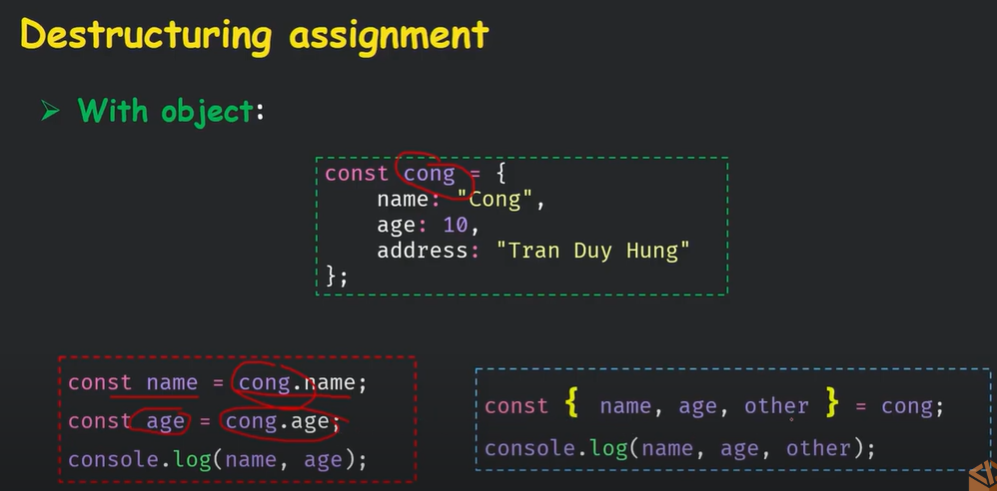 Destructuring assignment
➢ With object:
const cong = {
    name: "Cong",
    age: 10,
    address: "Tran Duy Hung"
};
const name = cong.name;
const age = cong.age;
console.log(name, age);
const { name, age, other } = cong;
console.log(name, age, other);